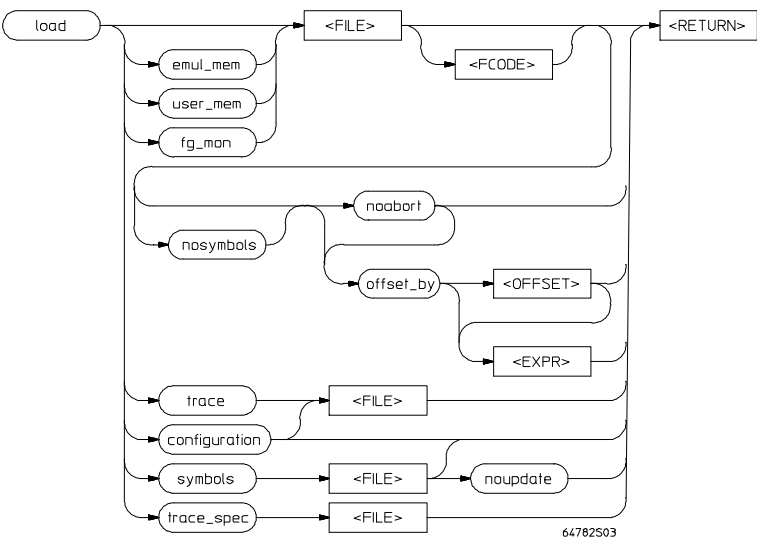 load
<FILE>
<RETURN>
emul_mem
<FCODE>
user_mem
fg_mon
noabort
nosymbols
offset_by
<OFFSET>
<EXPR>
trace
<FILE>
configuration
symbols
<FILE>
noupdate
trace_spec
<FILE>
64782S03